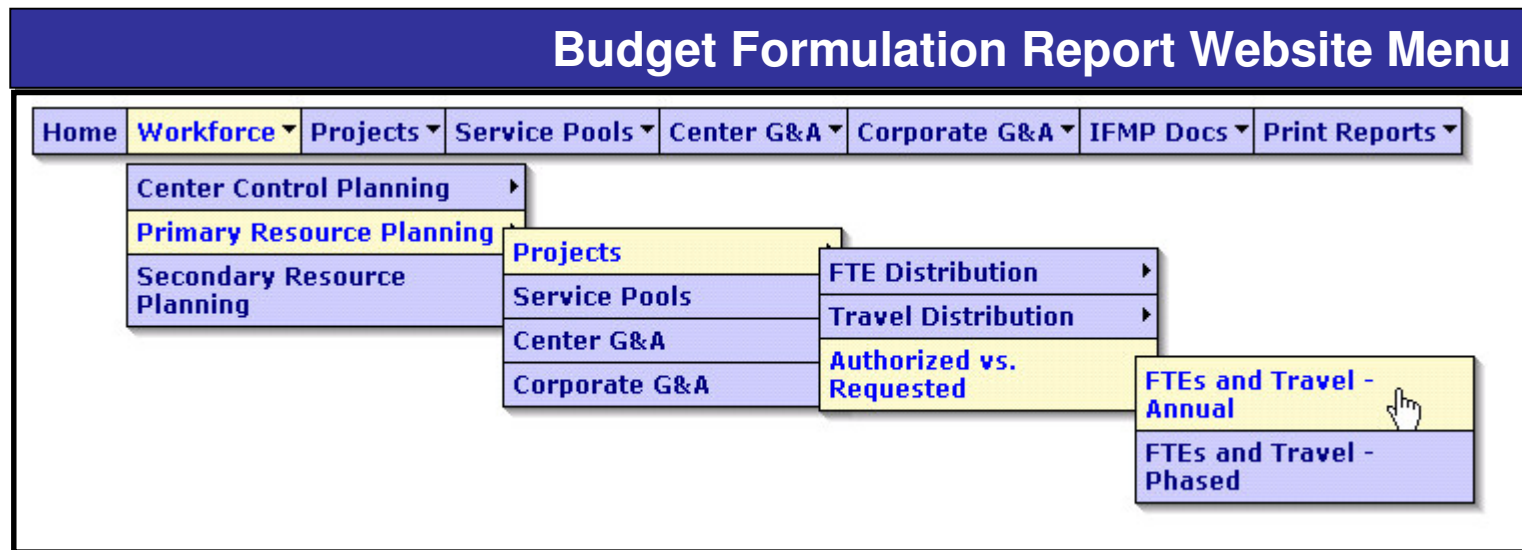 Budget Formulation Report Website Menu
Home Workforce Projects Service Pools Center G&A Corporate G&A IFMP Docs Print Reports
Center Control Planning
Primary Resource Planning
Secondary Resource
Planning
Projects
Service Pools
Center G&A
Corporate G&A
FTE Distribution
Travel Distribution
Authorized vs.
Requested
FTEs and Travel -
Annual
FTEs and Travel -
Phased